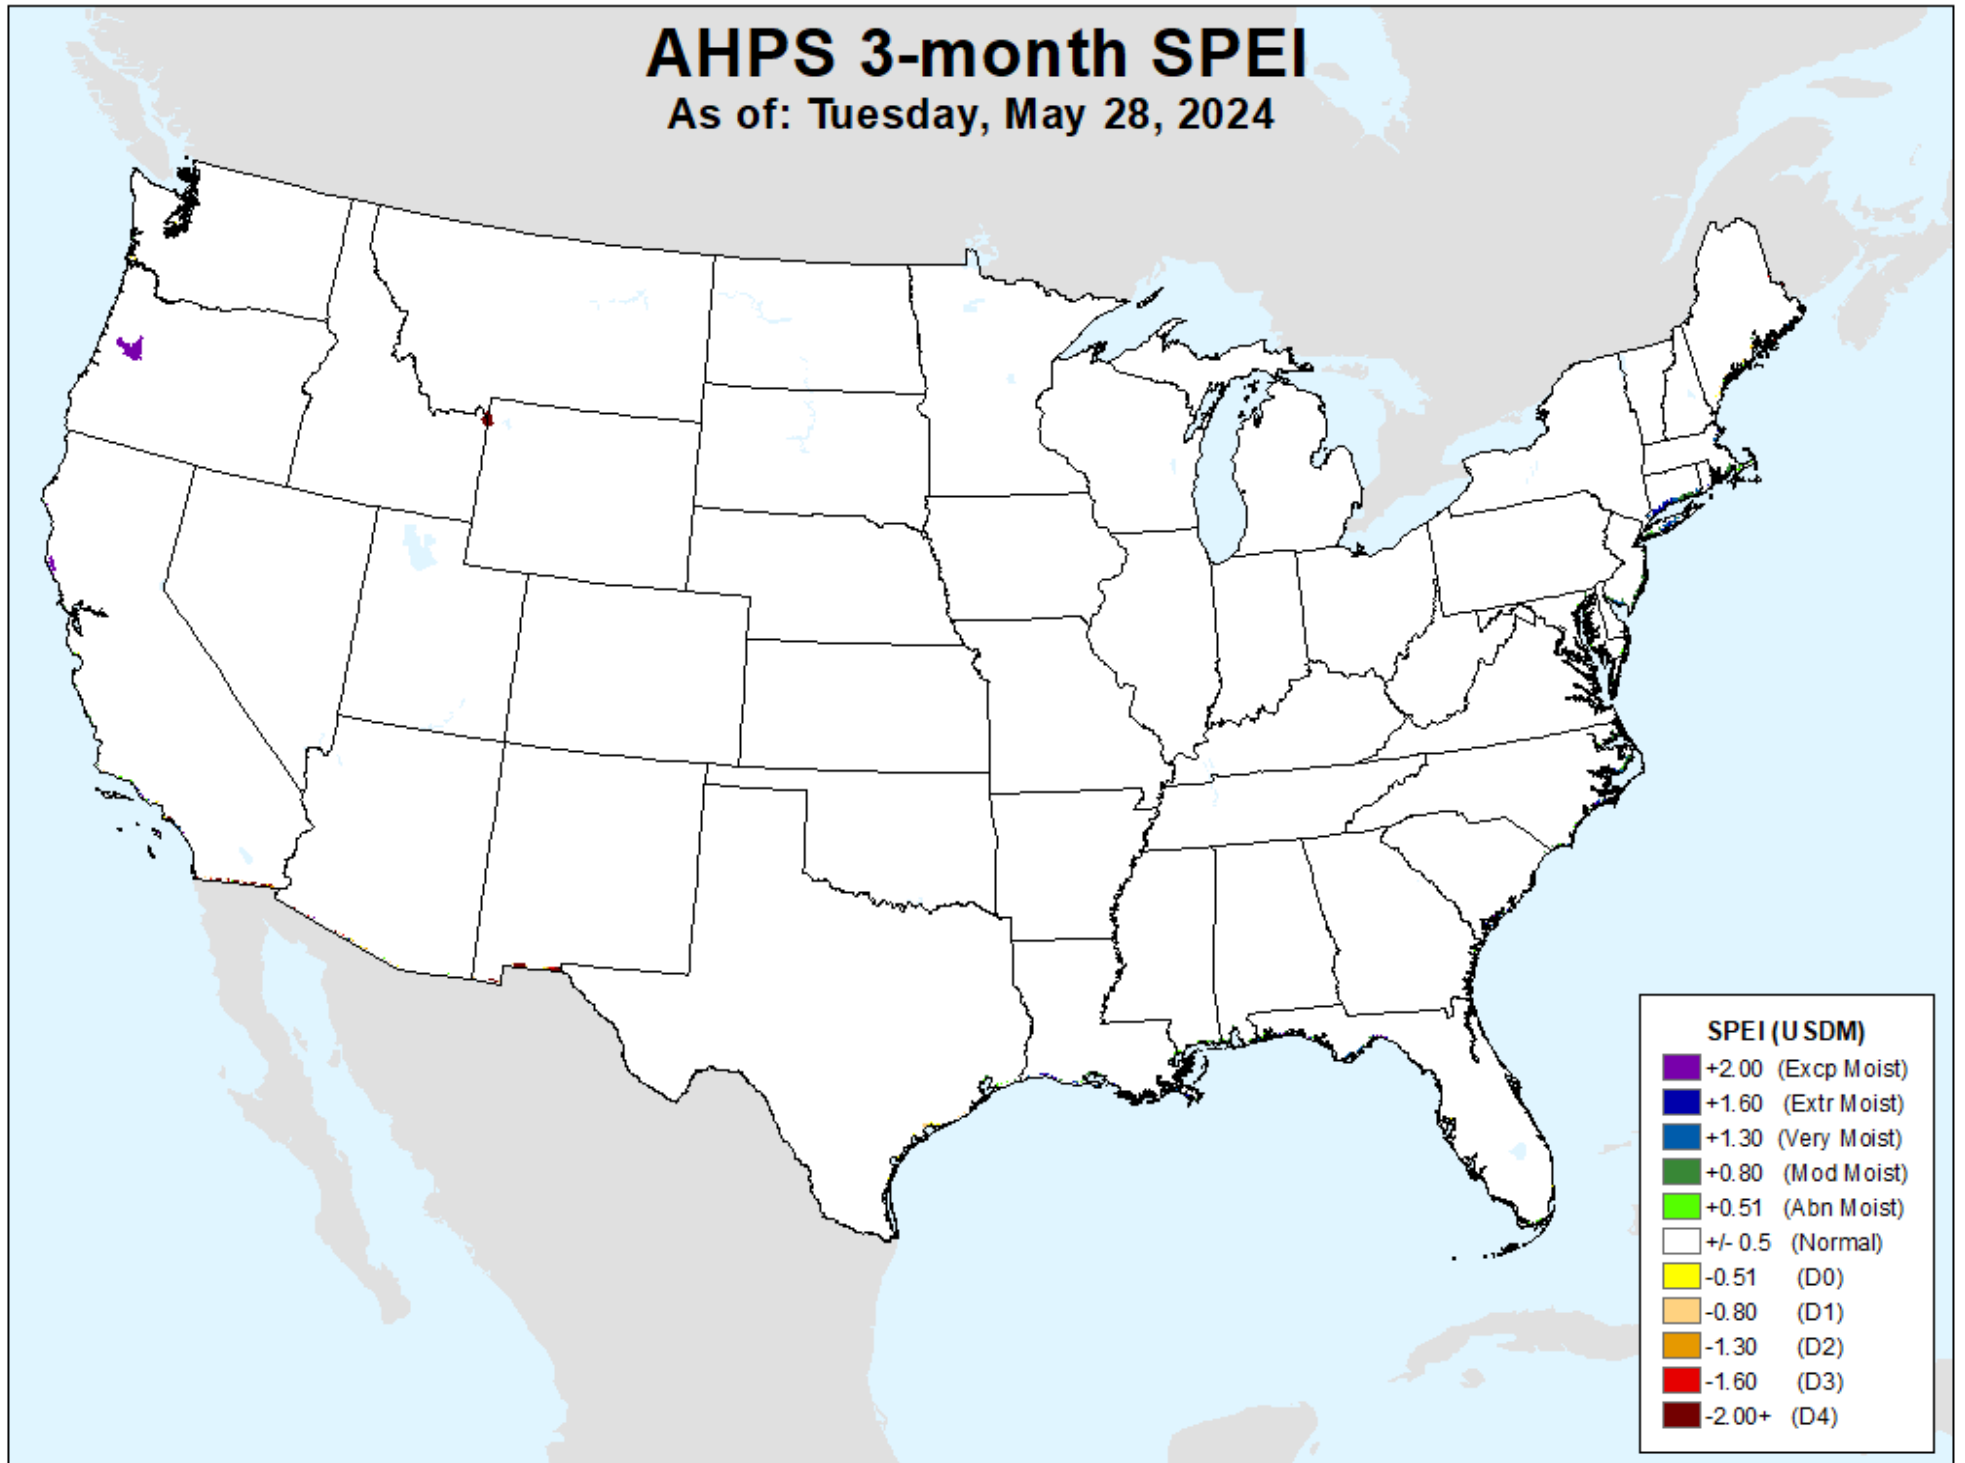 AHPS 3-month SPEI
As of: Tuesday, May 28, 2024
SPEI (USDM)
+2.00 (Excp Moist)
+1.60 (Extr Moist)
+1.30 (Very Moist)
+0.80 (Mod Moist)
+0.51 (Abn Moist)
+/- 0.5 (Normal)
-0.51 (D0)
-0.80 (D1)
-1.30 (D2)
-1.60 (D3)
-2.00+ (D4)